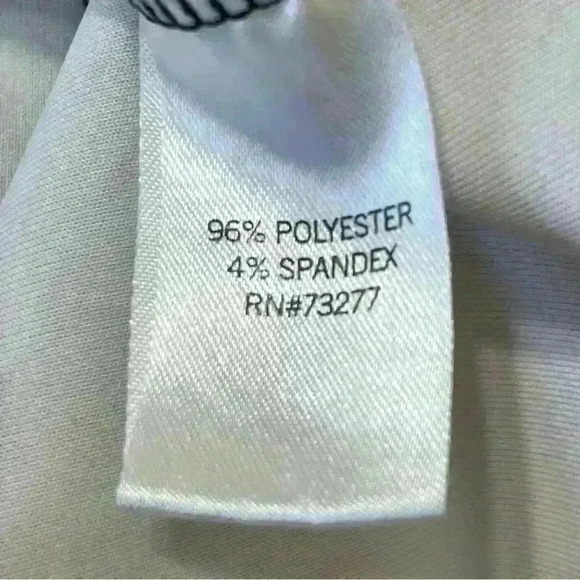 96% POLYESTER
4% SPANDEX
RN#73277